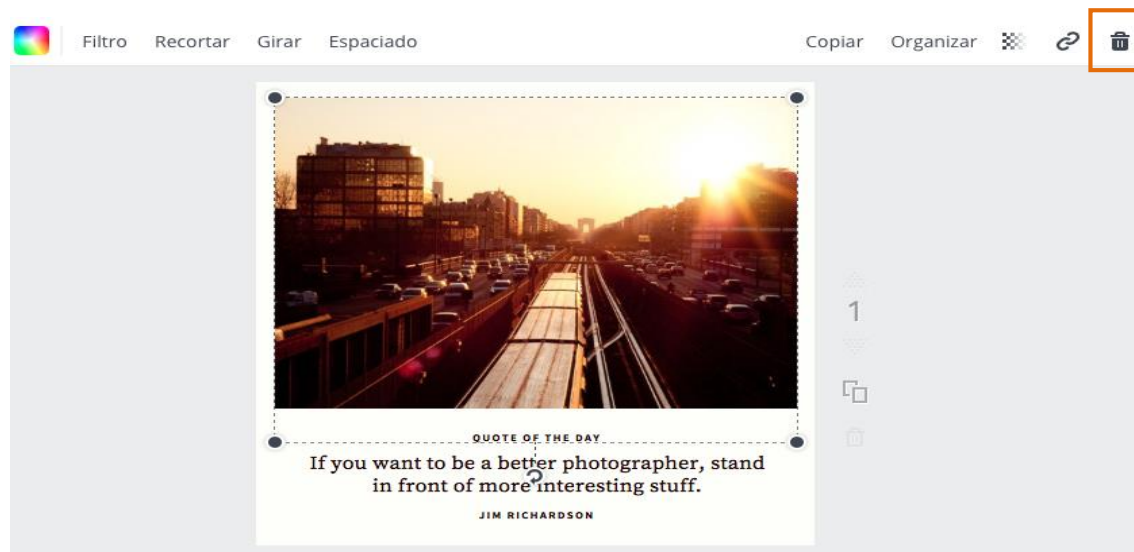 Filtro Recortar Girar Espaciado Copiar Organizar
1
QUOTE OF THE DAY
If you want to be a better photographer, stand
in front of more interesting stuff.
JIM RICHARDSON